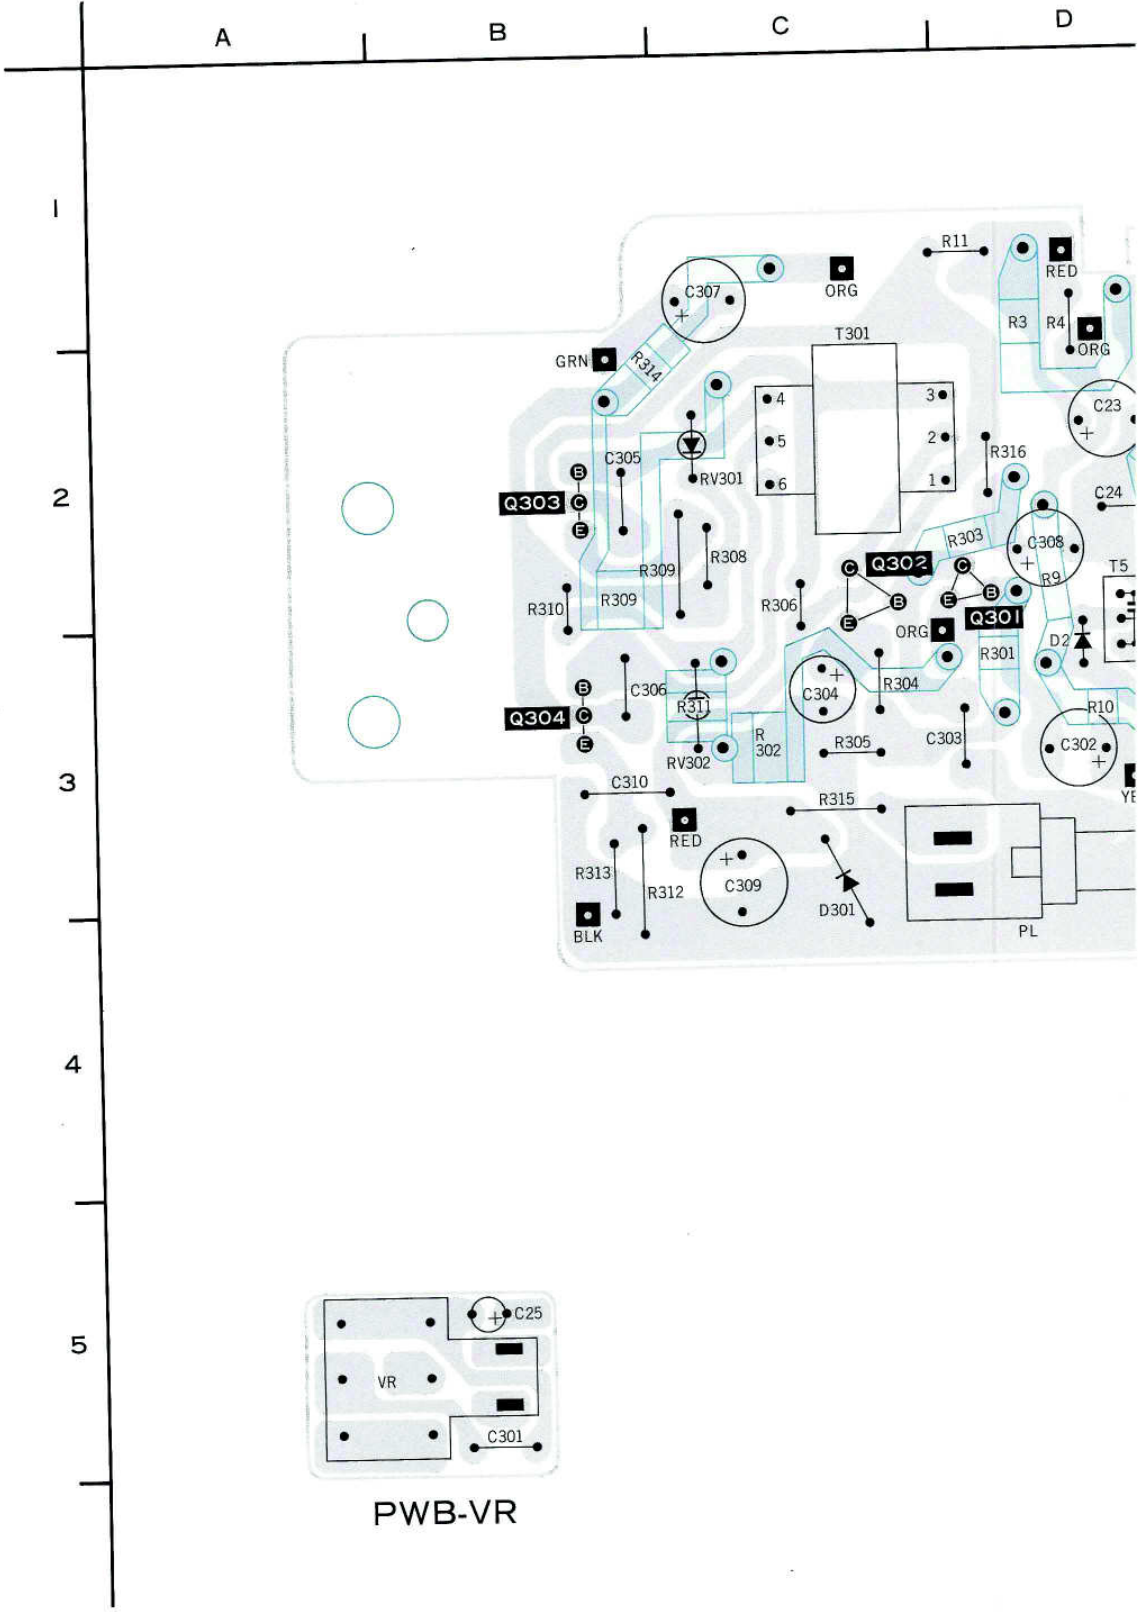 A B C D
1
R11
RED
C307
+
ORG
R3 R4
T301
ORG
GRN
R314
4 3
C23
+
5 2
C305
R316
B
RV301
2
6 1
C24
Q303 C
E
R303 C308
+
R308
C Q302 C
T5
R309
R9
R310 R309
R306
B B
E E
Q301
ORG
D2
R301
C306
+
R304
B
C304
R311
R10
Q304 C
R
302
R305 C303
C302
+
E
RV302
3
C310
YE
R315
RED
+
R313
C309
R312
D301
BLK
PL
4
C25
+
5
VR
C301
PWB-VR